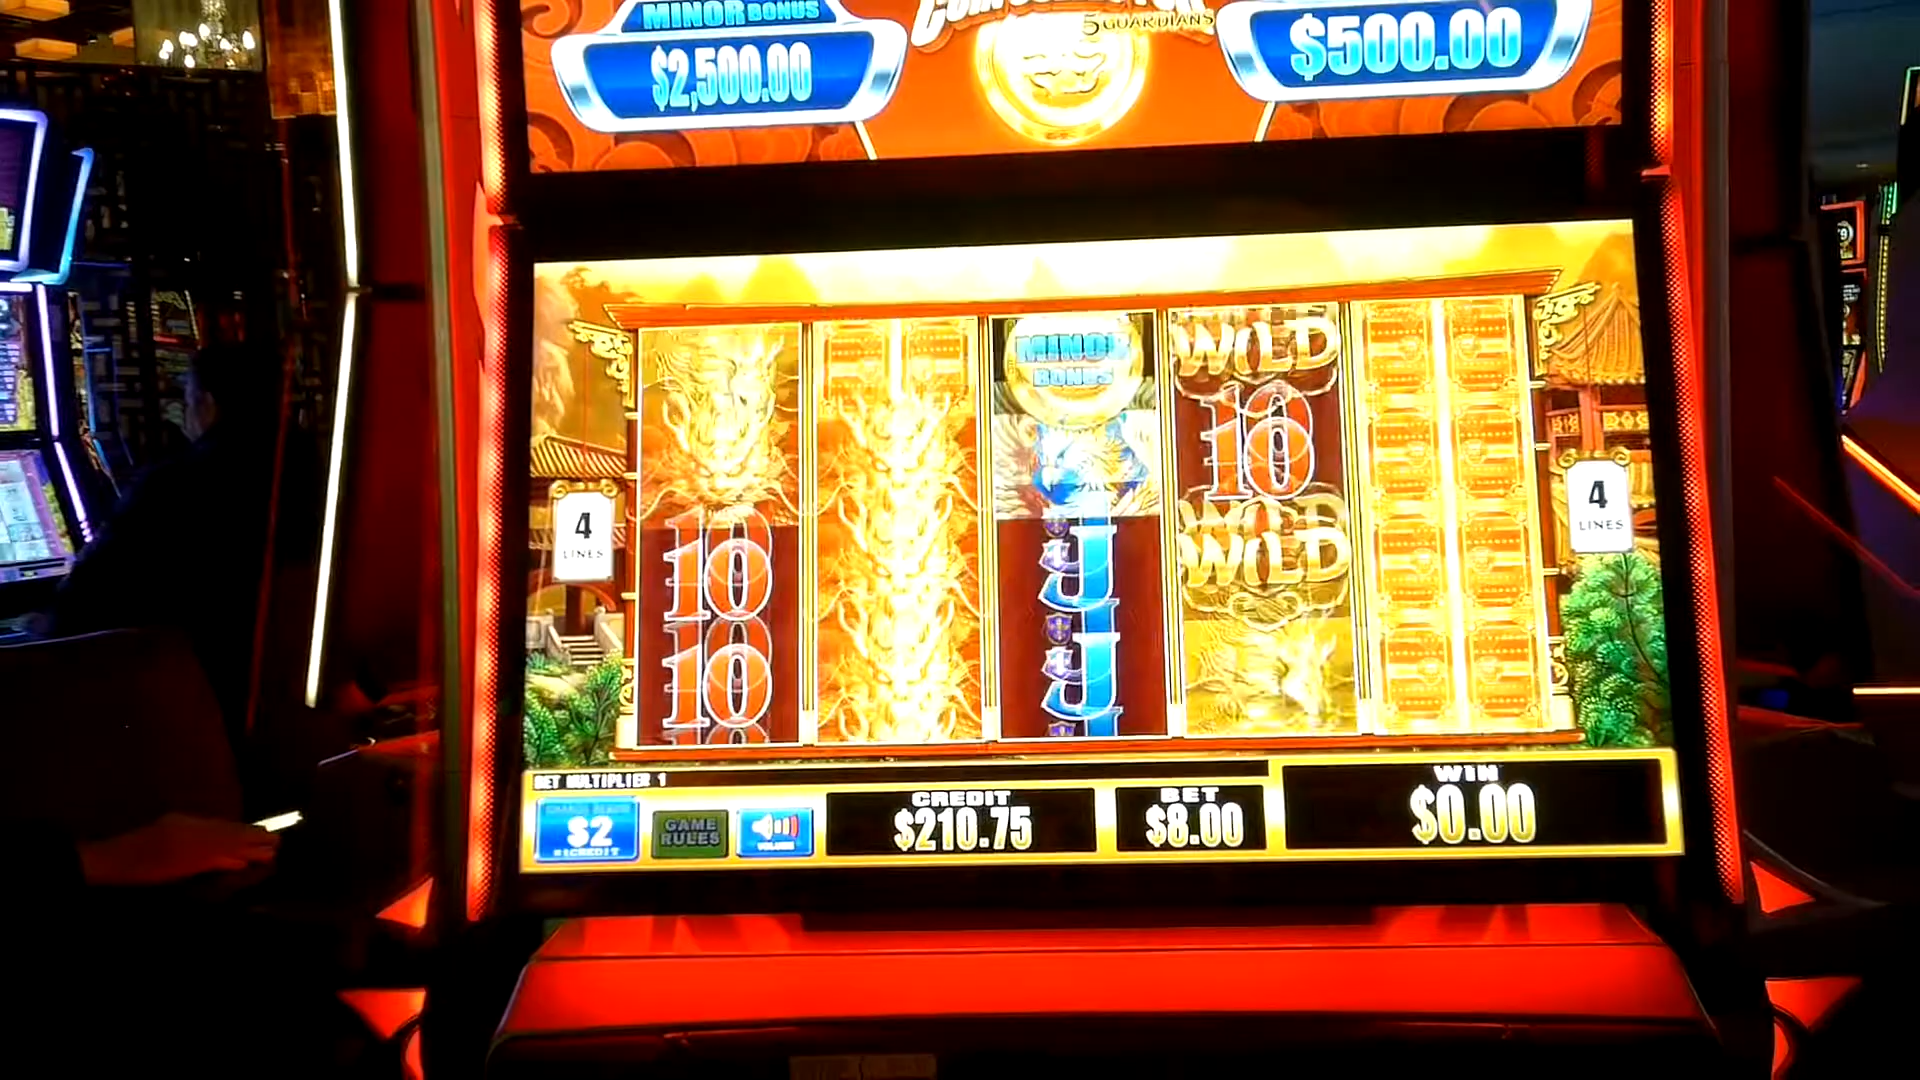 MINOR BONUS
$2,500.00
5 GUARDIANS
$500.00
MINOR
BONUS
WILD
10
10
10
WILD
J
J
4
LINES
4
LINES
BET MULTIPLIER 1
$2
GAME
RULES
VOLUME
CREDIT
$210.75
BET
$8.00
WIN
$0.00